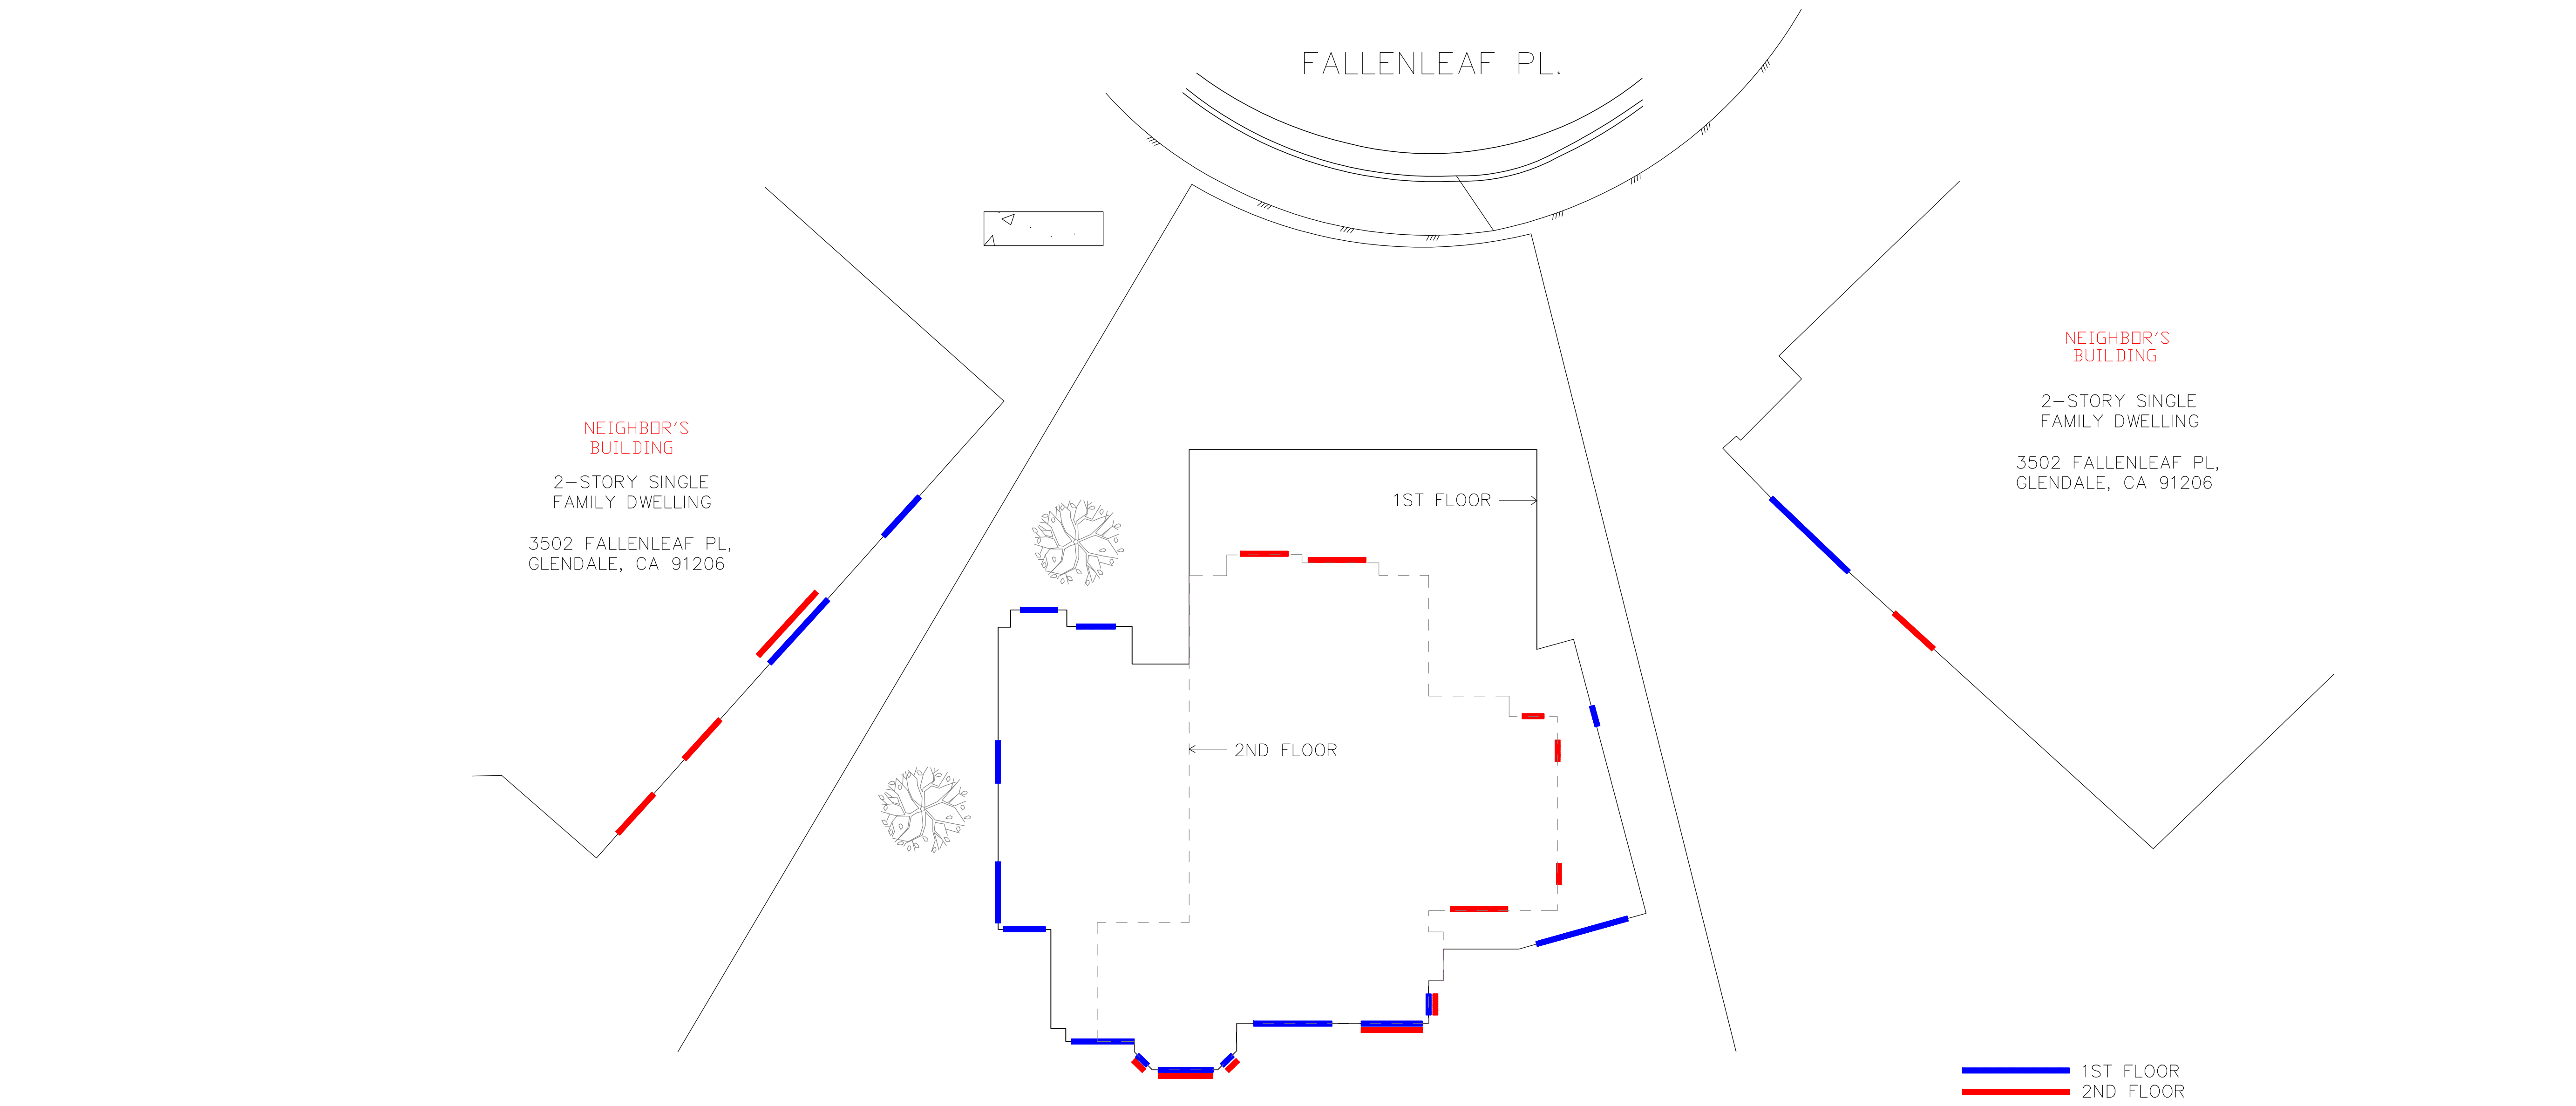 FALLENLEAF PL.
NEIGHBOR'S
BUILDING
2-STORY SINGLE
FAMILY DWELLING
3502 FALLENLEAF PL,
GLENDALE, CA 91206
NEIGHBOR'S
BUILDING
2-STORY SINGLE
FAMILY DWELLING
3502 FALLENLEAF PL,
GLENDALE, CA 91206
1ST FLOOR
2ND FLOOR
1ST FLOOR
2ND FLOOR